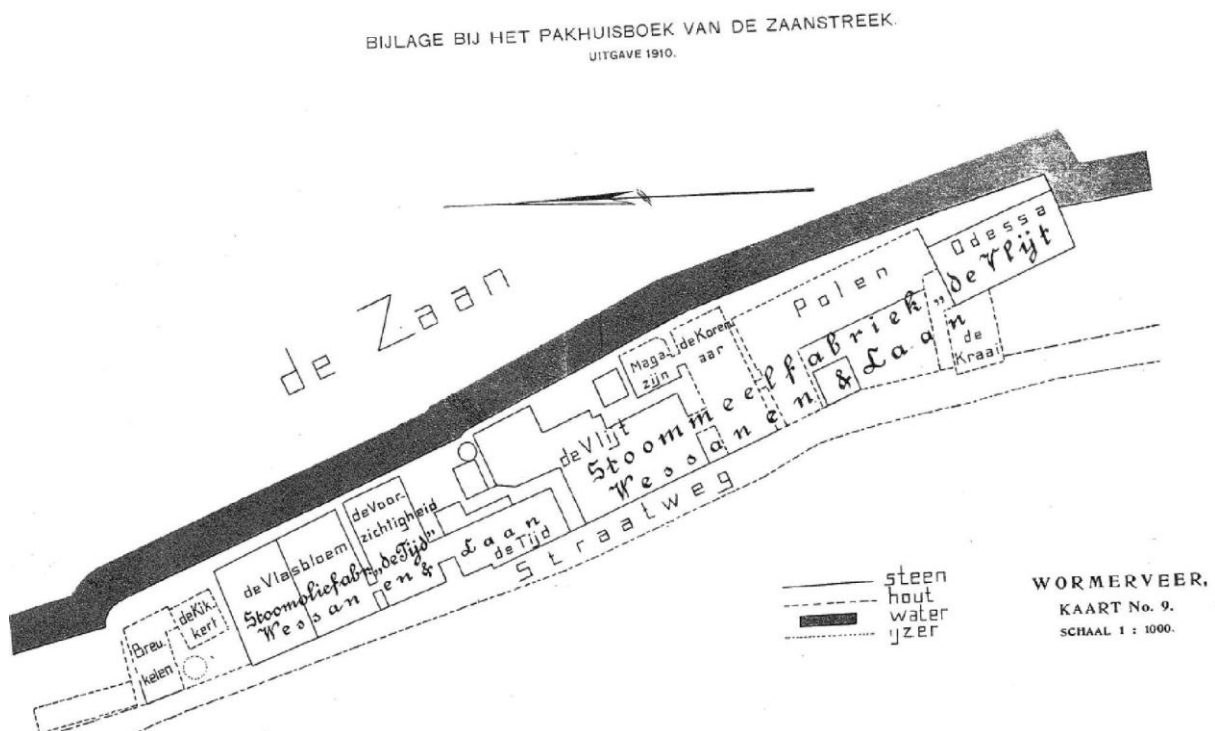 BIJLAGE BIJ HET PAKHUISBOEK VAN DE ZAANSTREEK.
UITGAVE 1910.
de Zaan
Odessa
Polen
de Kraai
de Koren
aar
Maga-
zijn
Stoommeelfabriek „de Vlijt
Wessanen & Laan
de Vlijt
Straatweg
de Voor-
zichtigheid
Laan
de Tijd
de Vlasbloem
Stoomoliefabr. „de Tijd”
Wessanen &
de Kik-
kert
Breu-
kelen
steen
hout
water
ijzer
WORMERVEER,
KAART No. 9.
SCHAAL 1 : 1000.